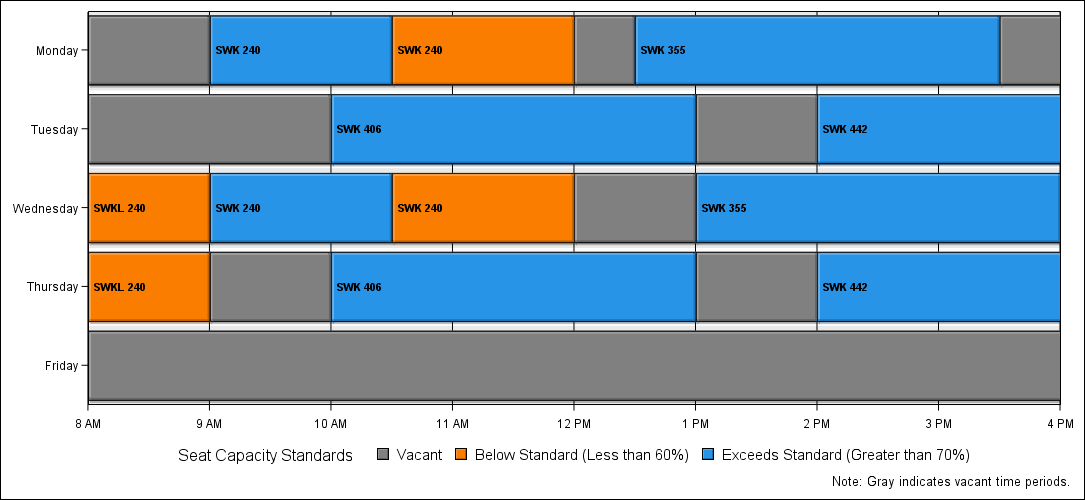 Monday
SWK 240
SWK 240
SWK 355
Tuesday
SWK 406
SWK 442
Wednesday
SWKL 240
SWK 240
SWK 240
SWK 355
Thursday
SWKL 240
SWK 406
SWK 442
Friday
8 AM 9 AM 10 AM 11 AM 12 PM 1 PM 2 PM 3 PM 4 PM
Seat Capacity Standards Vacant Below Standard (Less than 60%) Exceeds Standard (Greater than 70%)
Note: Gray indicates vacant time periods.